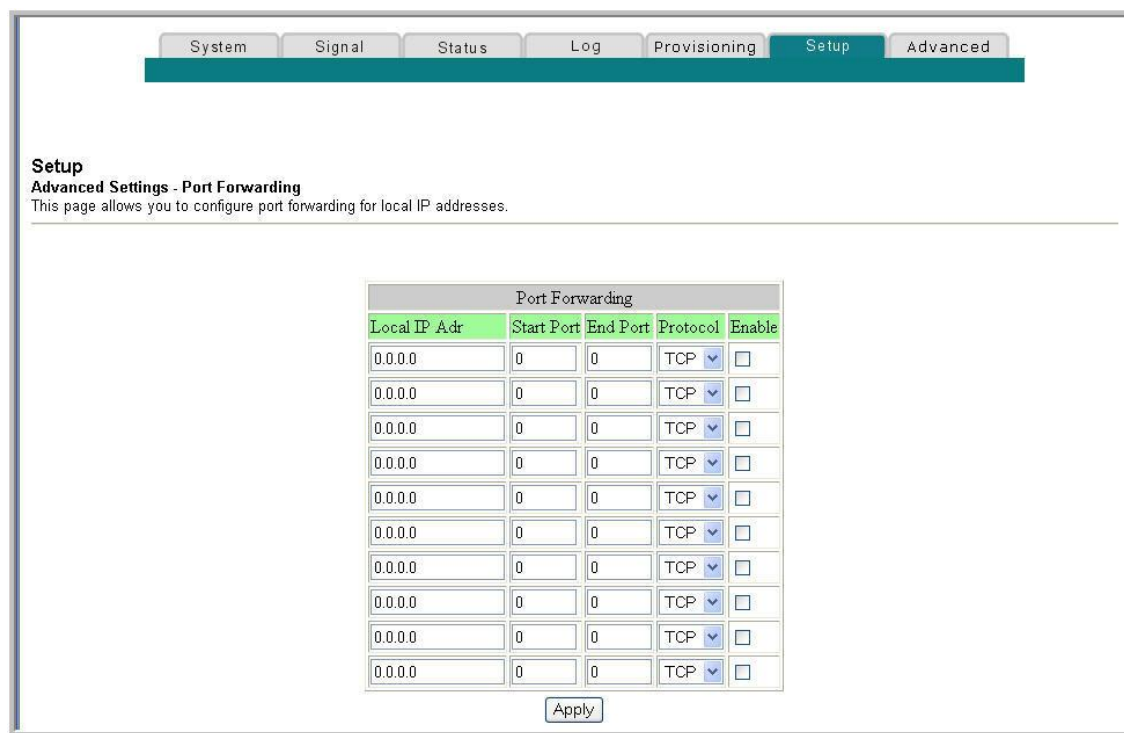 System Signal Status Log Provisioning Setup Advanced
Setup
Advanced Settings - Port Forwarding
This page allows you to configure port forwarding for local IP addresses.
Port Forwarding
Local IP Adr Start Port End Port Protocol Enable
0.0.0.0 0 0 TCP
0.0.0.0 0 0 TCP
0.0.0.0 0 0 TCP
0.0.0.0 0 0 TCP
0.0.0.0 0 0 TCP
0.0.0.0 0 0 TCP
0.0.0.0 0 0 TCP
0.0.0.0 0 0 TCP
0.0.0.0 0 0 TCP
0.0.0.0 0 0 TCP
Apply